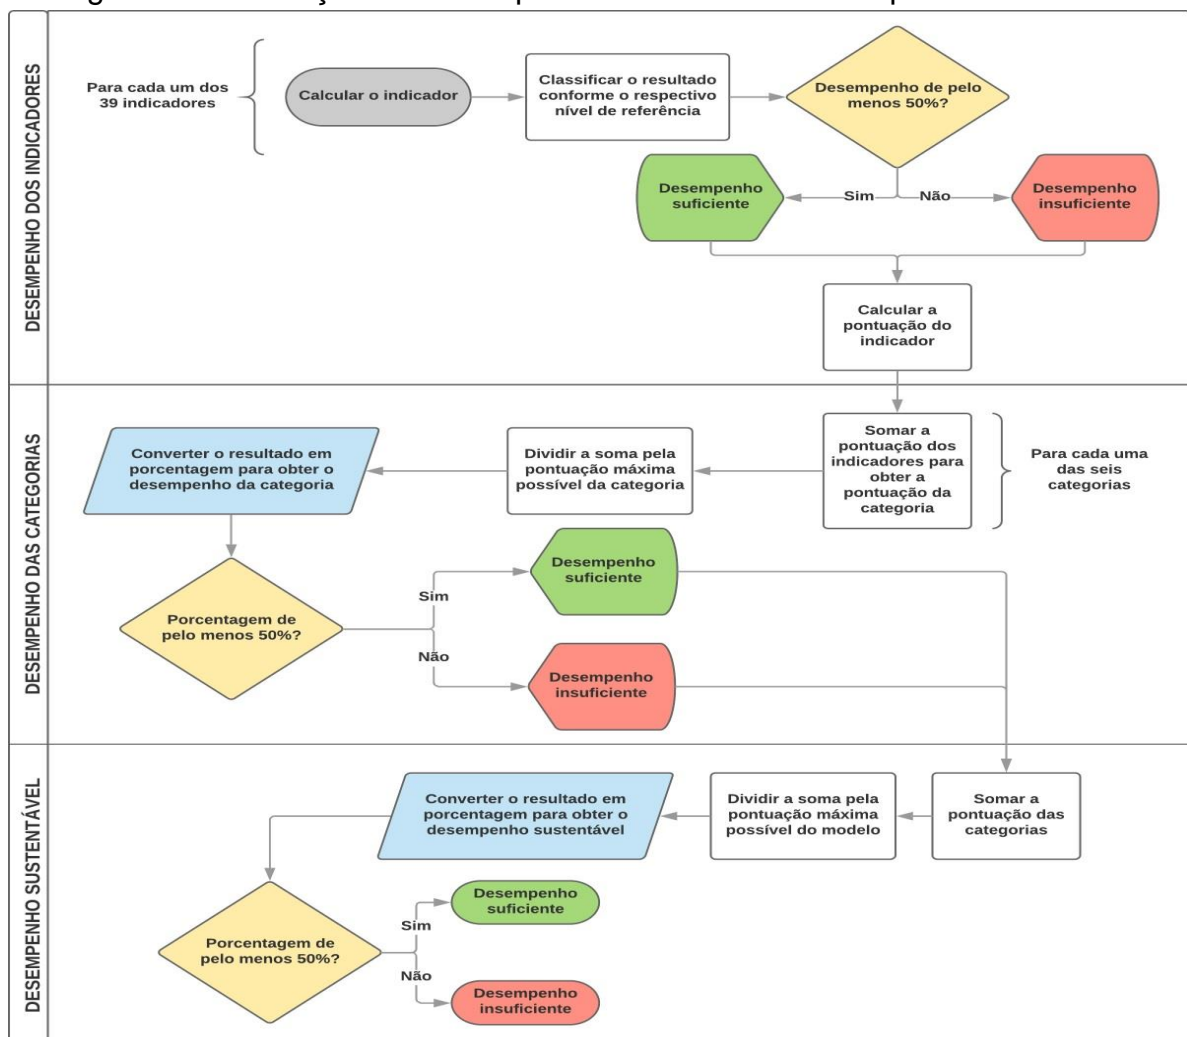 DESEMPENHO DOS INDICADORES
Para cada um dos
39 indicadores
Calcular o indicador
Classificar o resultado
conforme o respectivo
nível de referência
Desempenho de pelo
menos 50%?
Desempenho
suficiente
Sim
Não
Desempenho
insuficiente
Calcular a
pontuação do
indicador
DESEMPENHO DAS CATEGORIAS
Converter o resultado em
porcentagem para obter o
desempenho da categoria
Dividir a soma pela
pontuação máxima
possível da categoria
Somar a
pontuação dos
indicadores para
obter a
pontuação da
categoria
Para cada uma
das seis
categorias
Porcentagem de
pelo menos 50%?
Sim
Não
Desempenho
suficiente
Desempenho
insuficiente
DESEMPENHO SUSTENTÁVEL
Converter o resultado em
porcentagem para obter o
desempenho sustentável
Dividir a soma pela
pontuação máxima
possível do modelo
Somar a
pontuação das
categorias
Porcentagem de
pelo menos 50%?
Sim
Não
Desempenho
suficiente
Desempenho
insuficiente